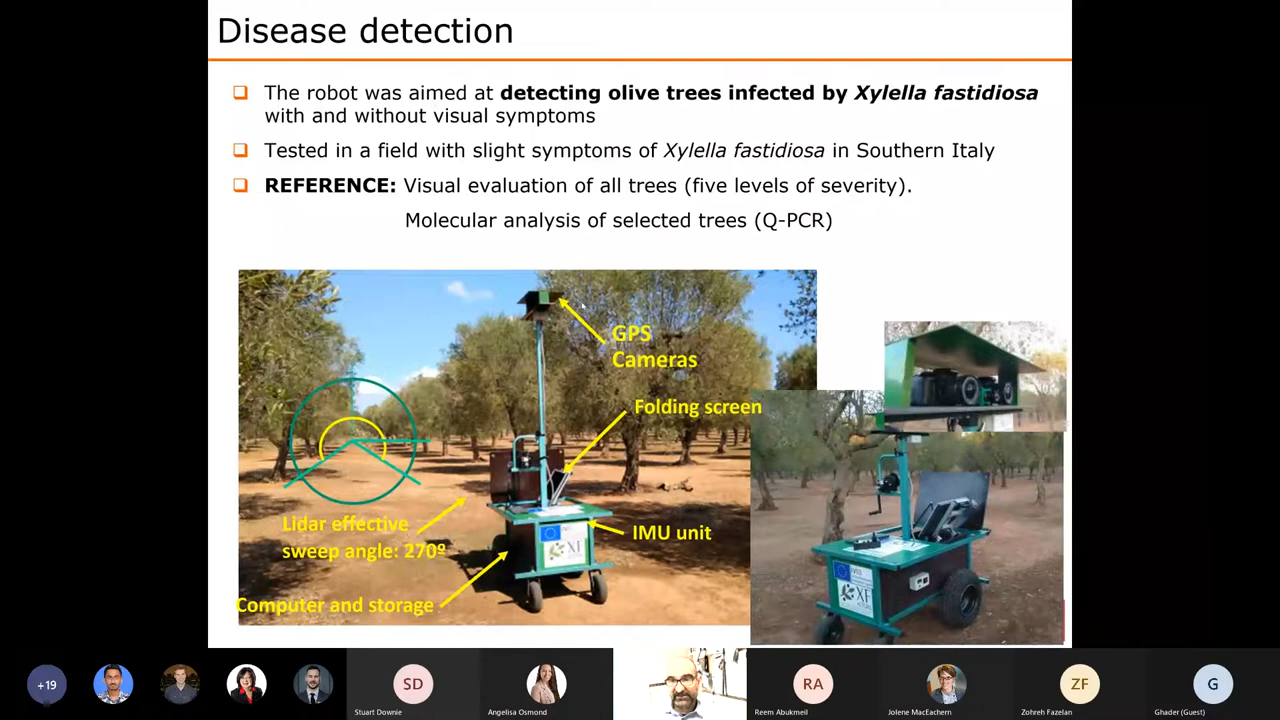 Disease detection
The robot was aimed at detecting olive trees infected by Xylella fastidiosa
with and without visual symptoms
Tested in a field with slight symptoms of Xylella fastidiosa in Southern Italy
REFERENCE: Visual evaluation of all trees (five levels of severity).
Molecular analysis of selected trees (Q-PCR)
GPS
Cameras
Folding screen
Lidar effective
sweep angle: 270º
IMU unit
Computer and storage
XF
XF
+19
SD
Stuart Downie
Angelisa Osmond
RA
Reem Abukmeil
Jolene MacEachern
ZF
Zohreh Fazelan
G
Ghader (Guest)